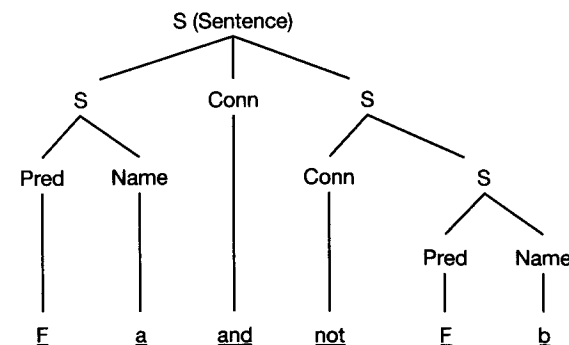 S (Sentence)
S Conn S
Pred Name Conn S
Pred Name
F a and not F b